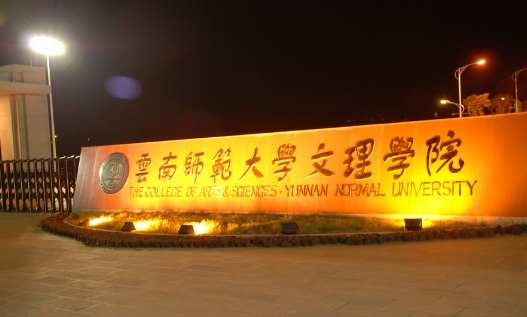 雲南師範大學文理學院
THE COLLEGE OF ARTS & SCIENCES · YUNNAN NORMAL UNIVERSITY